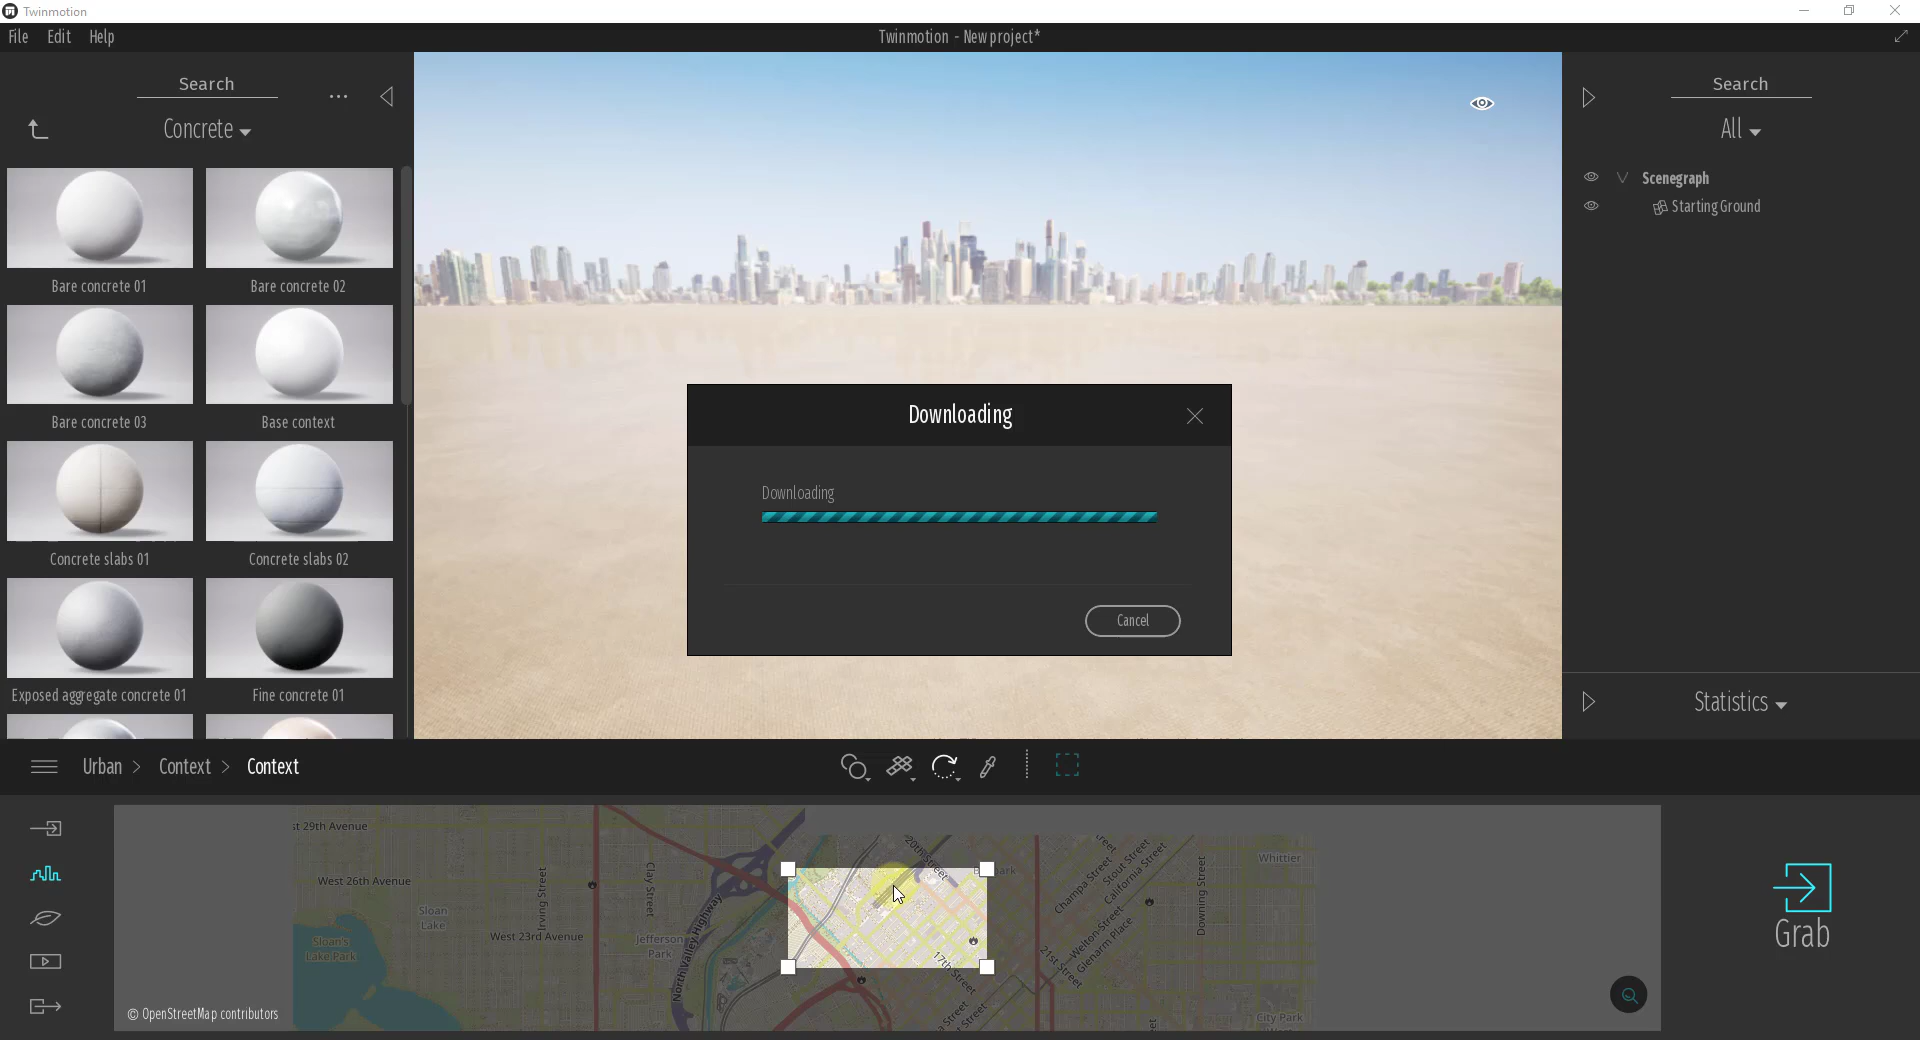 Twinmotion
File Edit Help
Twinmotion - New project*
Search
...
Concrete
Bare concrete 01
Bare concrete 02
Bare concrete 03
Base context
Concrete slabs 01
Concrete slabs 02
Exposed aggregate concrete 01
Fine concrete 01
Downloading
Downloading
Cancel
Search
All
Scenegraph
Starting Ground
Statistics
Urban > Context > Context
st 29th Avenue
West 26th Avenue
Irving Street
Clay Street
Sloan
Lake
West 23rd Avenue
Sloan's
Lake Park
Jefferson
Park
North Valley Highway
20th Street
17th Street
Champa Street
Stout Street
California Street
Welton Street
Glenarm Place
21st Street
Downing Street
Whittier
City Park
© OpenStreetMap contributors
Grab